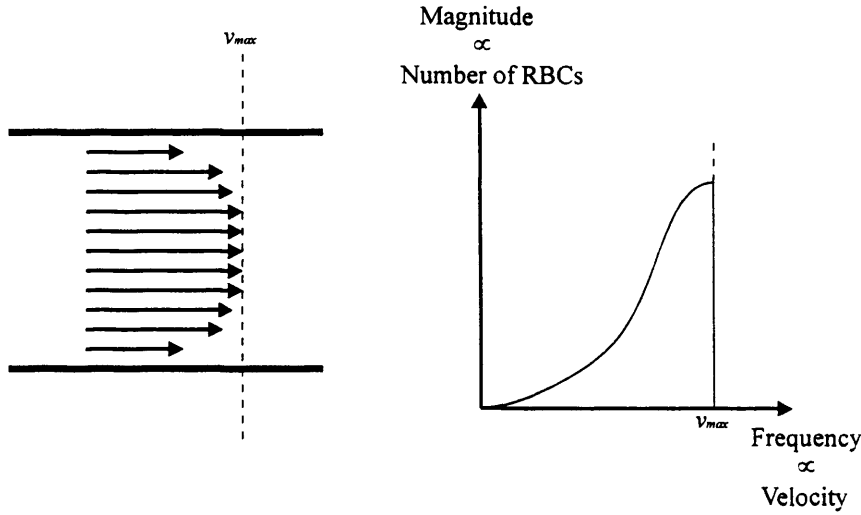 v_max
Magnitude
∝
Number of RBCs
v_max
Frequency
∝
Velocity